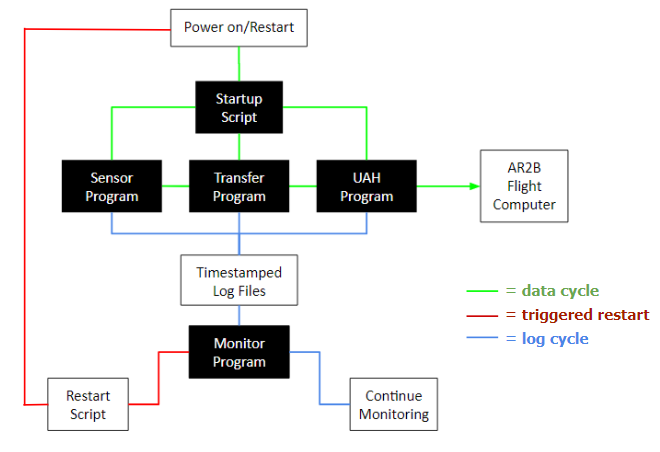 Power on/Restart
Startup
Script
Sensor
Program
Transfer
Program
UAH
Program
AR2B
Flight
Computer
Timestamped
Log Files
= data cycle
= triggered restart
= log cycle
Monitor
Program
Restart
Script
Continue
Monitoring